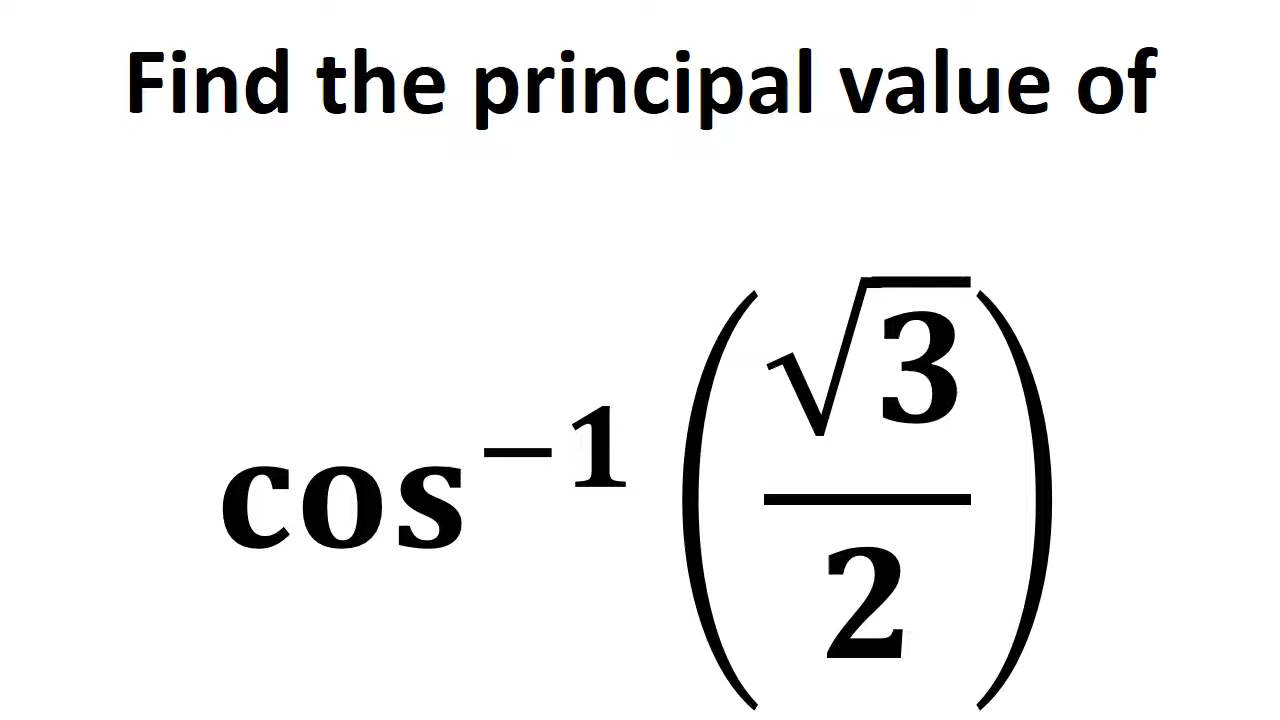 Find the principal value of
cos⁻¹(√3/2)